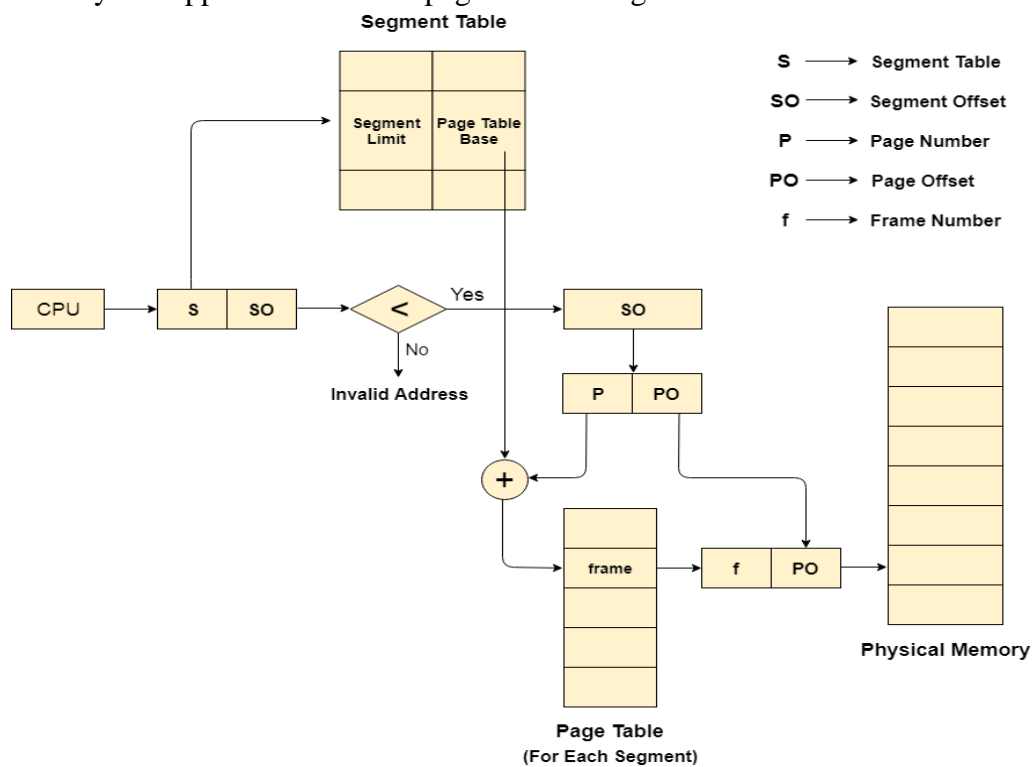 Segment Table
Segment Limit
Page Table Base
S → Segment Table
SO → Segment Offset
P → Page Number
PO → Page Offset
f → Frame Number
CPU
S SO
<
Yes
SO
No
Invalid Address
P PO
+
frame
f PO
Physical Memory
Page Table
(For Each Segment)